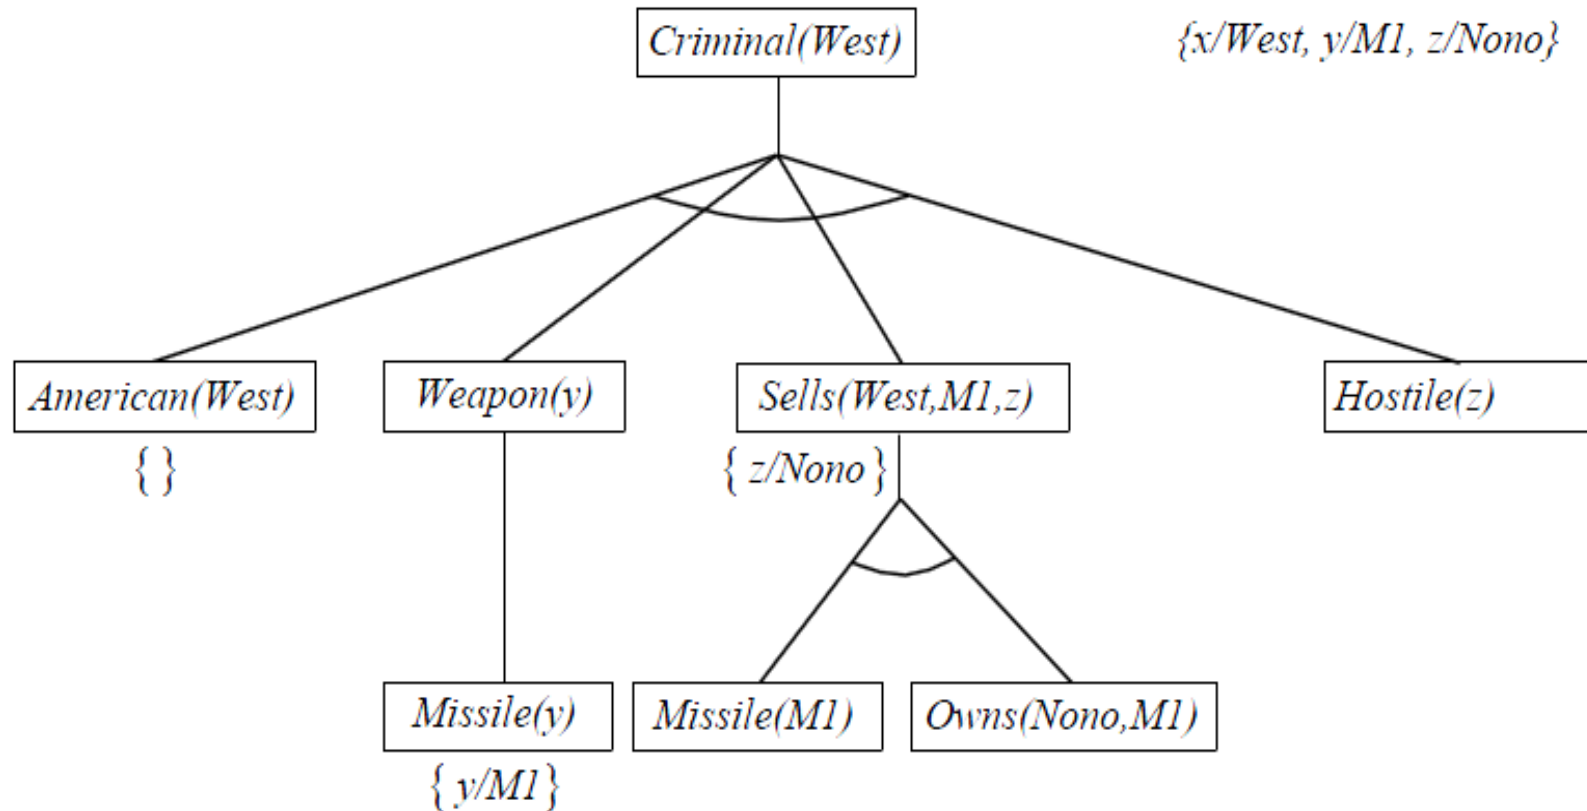 Criminal(West)
{x/West, y/M1, z/Nono}
American(West)
Weapon(y)
Sells(West,M1,z)
Hostile(z)
{ }
{ z/Nono }
Missile(y)
Missile(M1)
Owns(Nono,M1)
{ y/M1 }